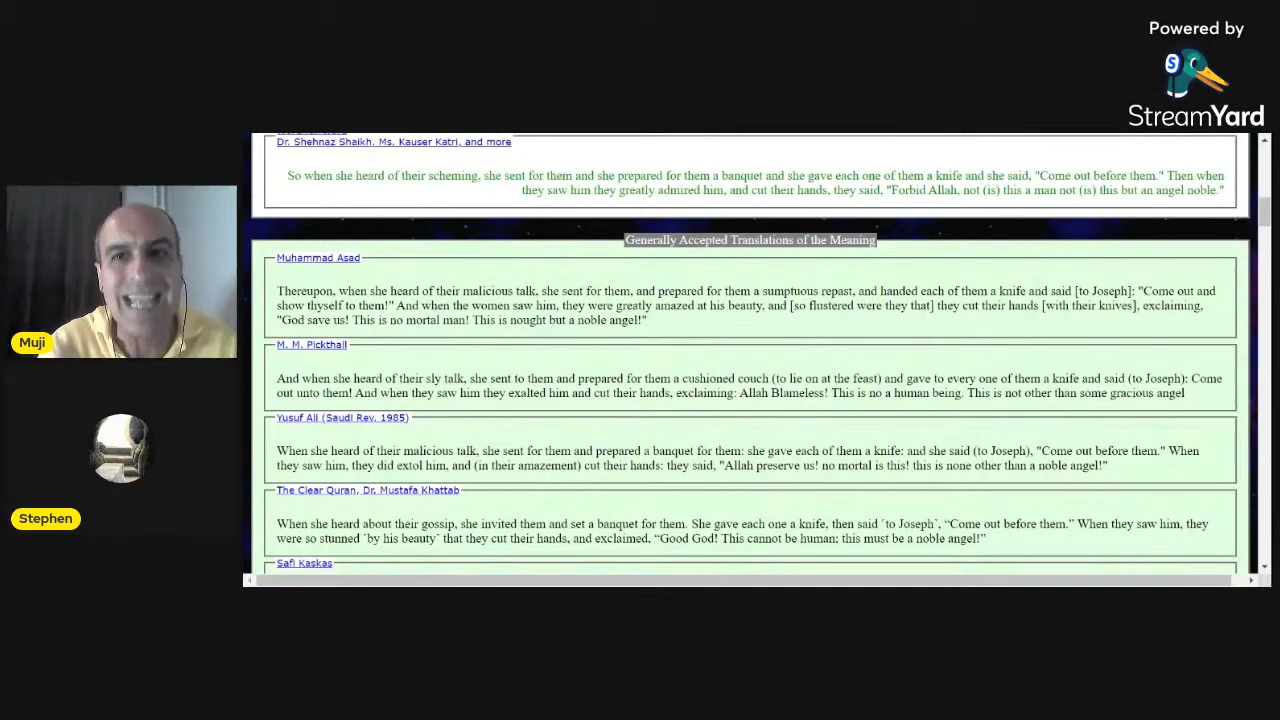 Powered by
S
StreamYard
Dr. Shehnaz Shaikh, Ms. Kauser Katri, and more
So when she heard of their scheming, she sent for them and she prepared for them a banquet and she gave each one of them a knife and she said, "Come out before them." Then when
they saw him they greatly admired him, and cut their hands, they said, "Forbid Allah, not (is) this a man not (is) this but an angel noble."
Generally Accepted Translations of the Meaning
Muhammad Asad
Thereupon, when she heard of their malicious talk, she sent for them, and prepared for them a sumptuous repast, and handed each of them a knife and said [to Joseph]: "Come out and
show thyself to them!" And when the women saw him, they were greatly amazed at his beauty, and [so flustered were they that] they cut their hands [with their knives], exclaiming,
"God save us! This is no mortal man! This is nought but a noble angel!"
M. M. Pickthall
And when she heard of their sly talk, she sent to them and prepared for them a cushioned couch (to lie on at the feast) and gave to every one of them a knife and said (to Joseph): Come
out unto them! And when they saw him they exalted him and cut their hands, exclaiming: Allah Blameless! This is no a human being. This is not other than some gracious angel
Yusuf Ali (Saudi Rev. 1985)
When she heard of their malicious talk, she sent for them and prepared a banquet for them: she gave each of them a knife: and she said (to Joseph), "Come out before them." When
they saw him, they did extol him, and (in their amazement) cut their hands: they said, "Allah preserve us! no mortal is this! this is none other than a noble angel!"
The Clear Quran, Dr. Mustafa Khattab
When she heard about their gossip, she invited them and set a banquet for them. She gave each one a knife, then said ˹to Joseph˺, “Come out before them.” When they saw him, they
were so stunned ˹by his beauty˺ that they cut their hands, and exclaimed, “Good God! This cannot be human; this must be a noble angel!”
Safi Kaskas
Muji
Stephen